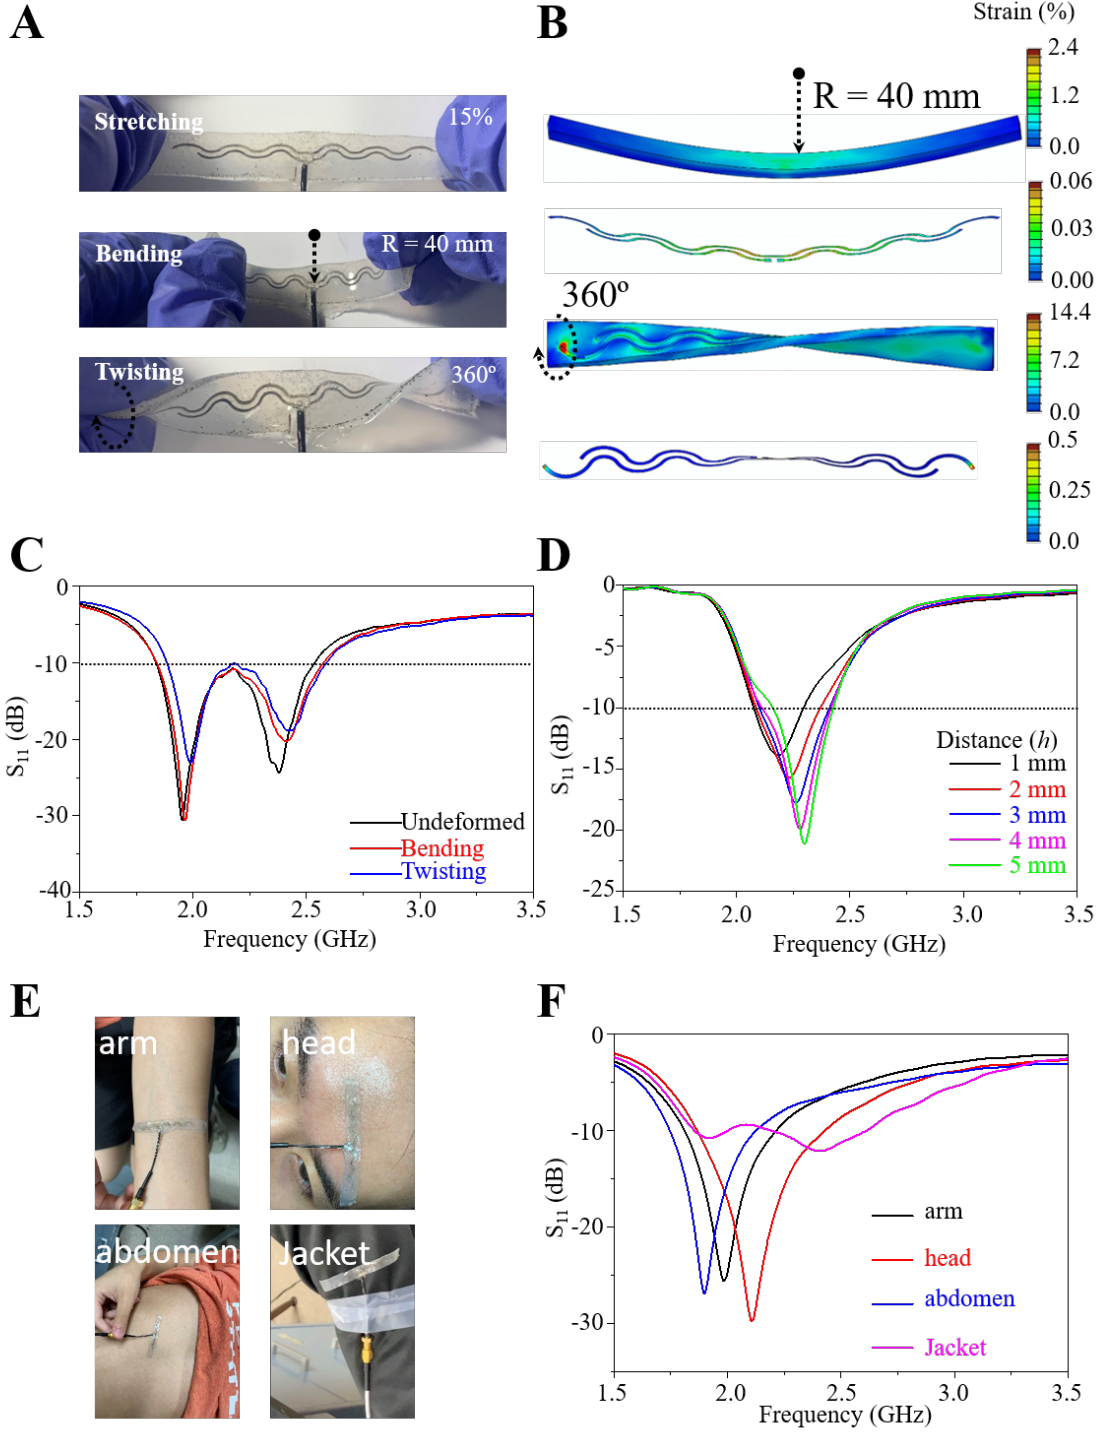 A
Stretching
15%
Bending
R = 40 mm
Twisting
360º
B
Strain (%)
R = 40 mm
2.4
1.2
0.0
0.06
0.03
0.00
360º
14.4
7.2
0.0
0.5
0.25
0.0
C
0
-10
-20
-30
-40
S11 (dB)
Undeformed
Bending
Twisting
1.5
2.0
2.5
3.0
3.5
Frequency (GHz)
D
0
-5
-10
-15
-20
-25
S11 (dB)
Distance (h)
1 mm
2 mm
3 mm
4 mm
5 mm
1.5
2.0
2.5
3.0
3.5
Frequency (GHz)
E
arm
head
abdomen
Jacket
F
0
-10
-20
-30
S11 (dB)
arm
head
abdomen
Jacket
1.5
2.0
2.5
3.0
3.5
Frequency (GHz)